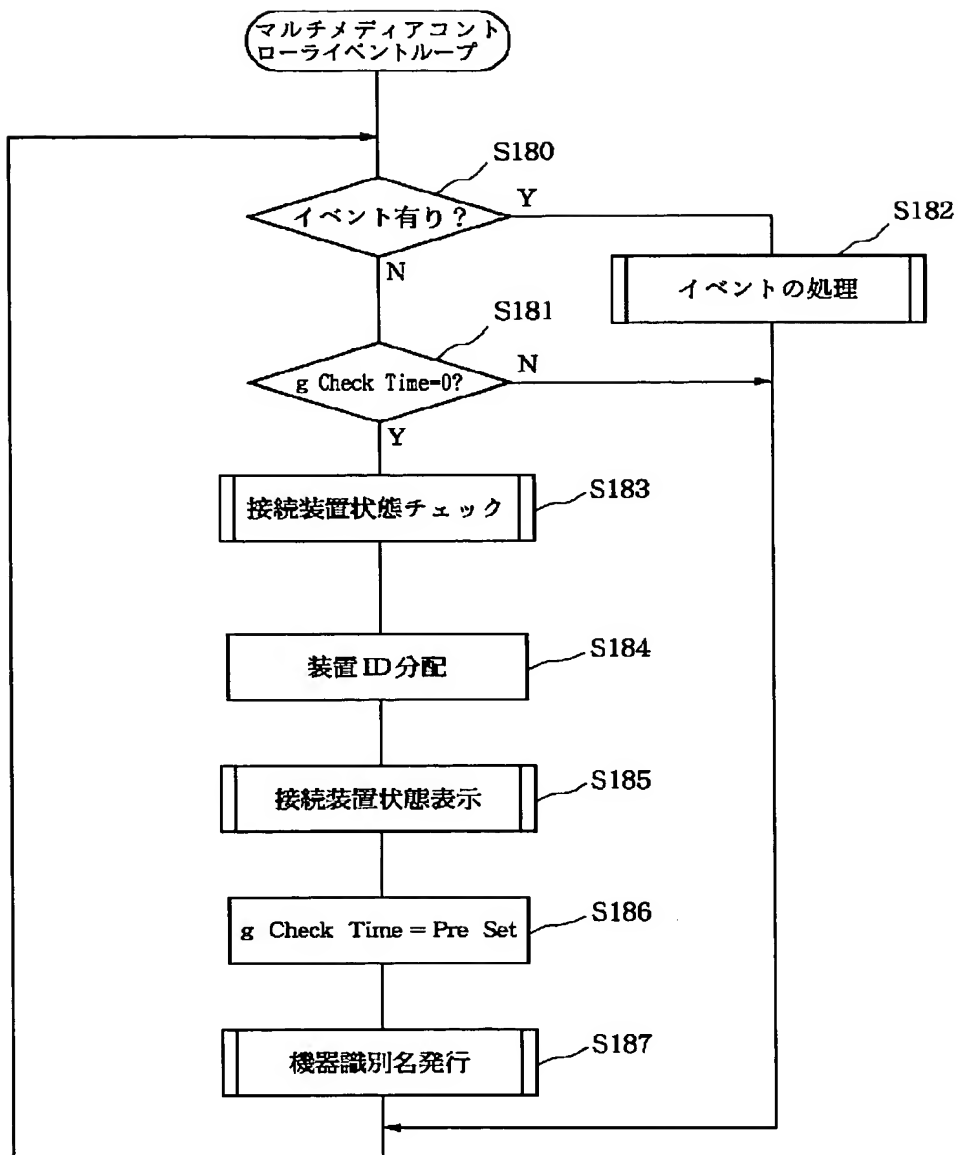 マルチメディアコント
ローライベントループ
S180
イベント有り?
Y
N
S182
イベントの処理
S181
g Check Time=0?
N
Y
接続装置状態チェック
S183
装置ID分配
S184
接続装置状態表示
S185
g Check Time = Pre Set
S186
機器識別名発行
S187